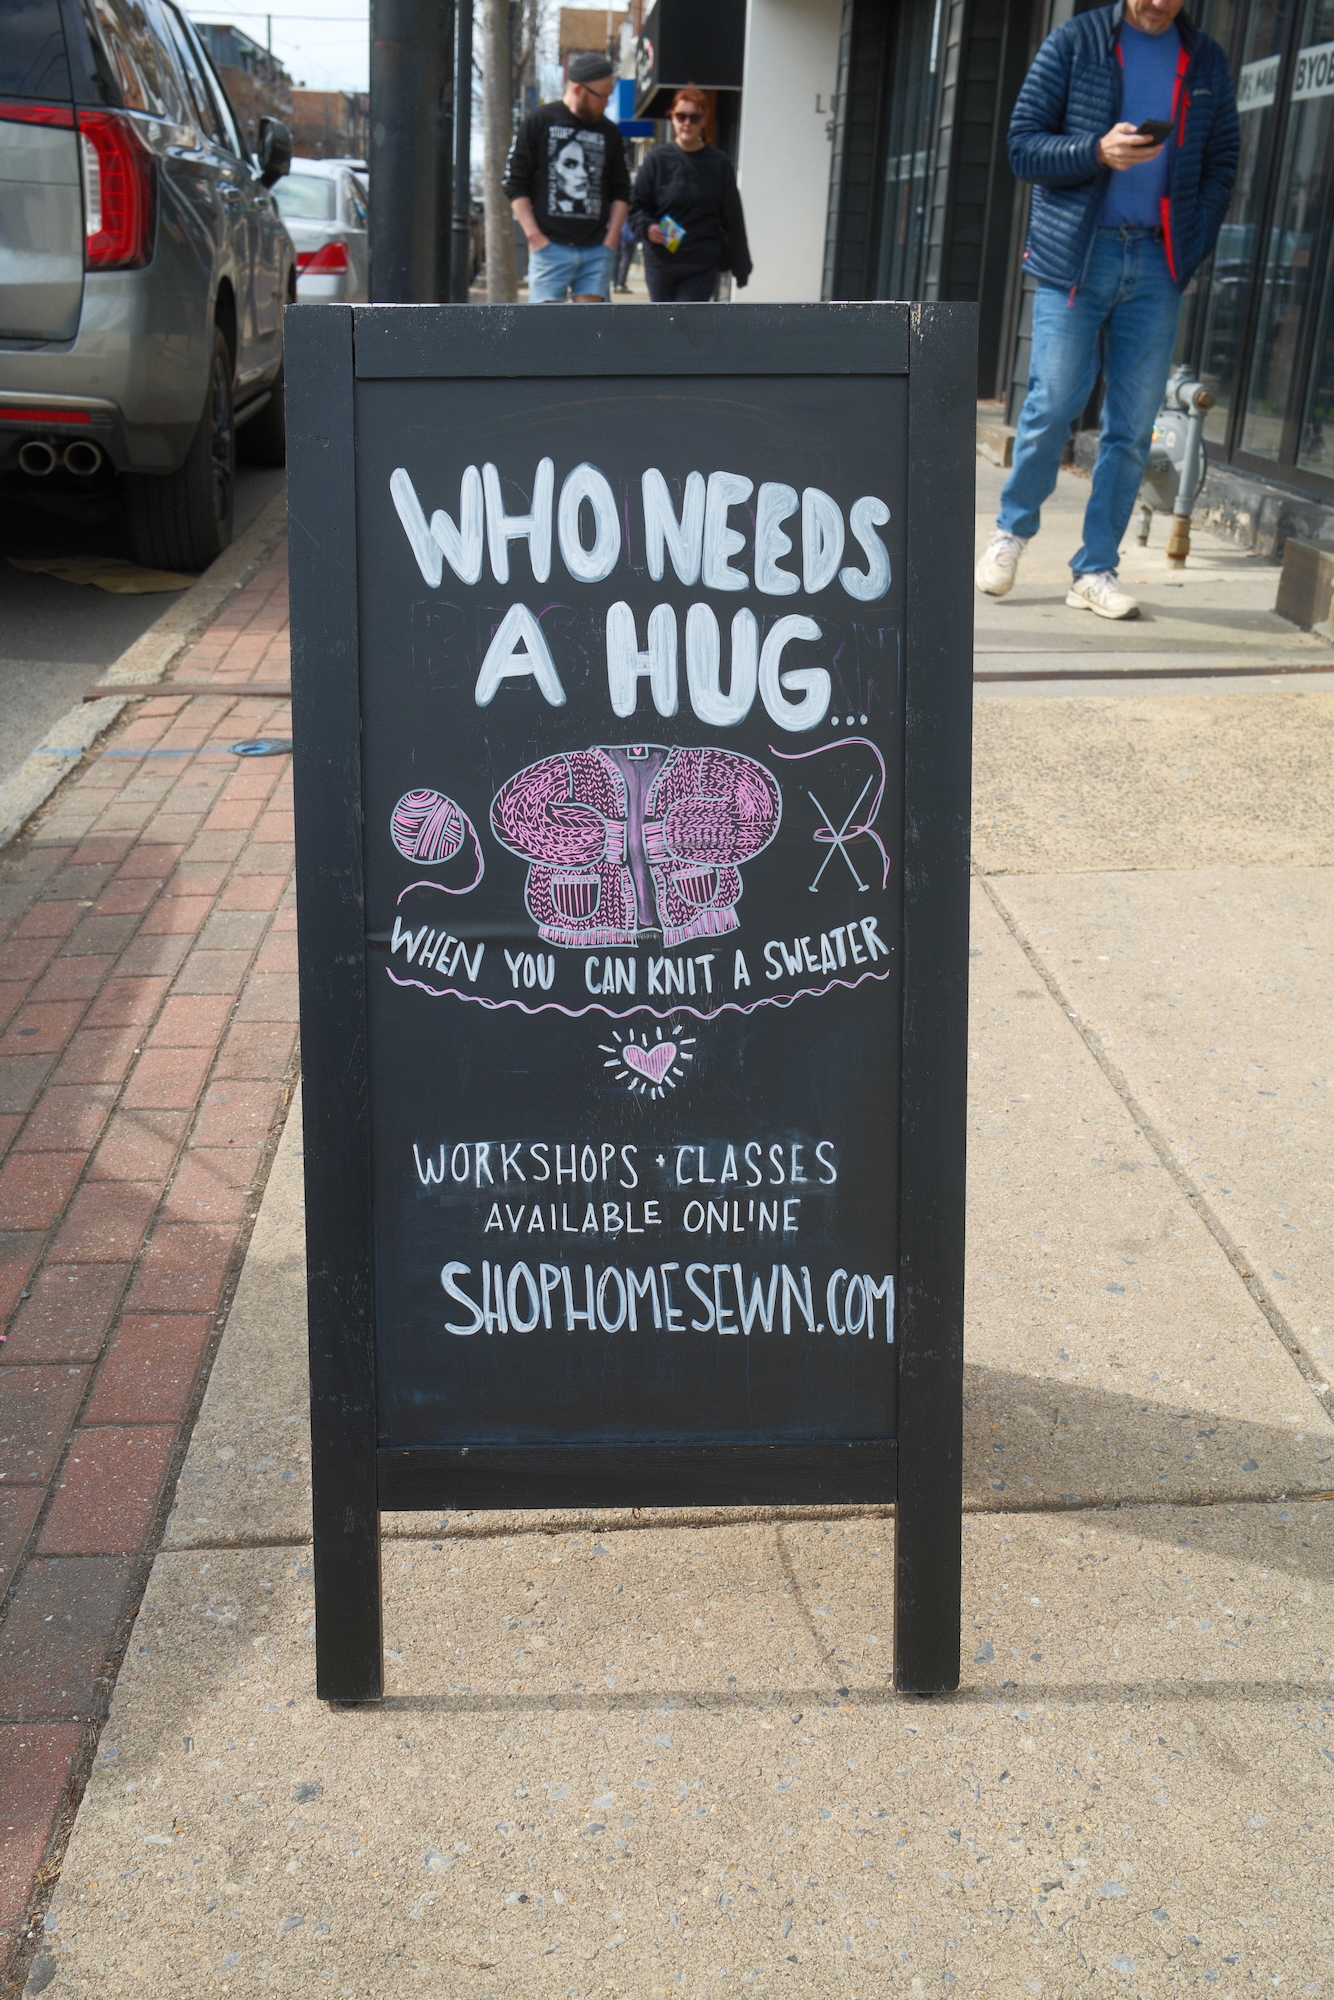 WHO NEEDS
A HUG...
WHEN YOU CAN KNIT A SWEATER.
WORKSHOPS + CLASSES
AVAILABLE ONLINE
SHOPHOMESEWN.COM
BYOB